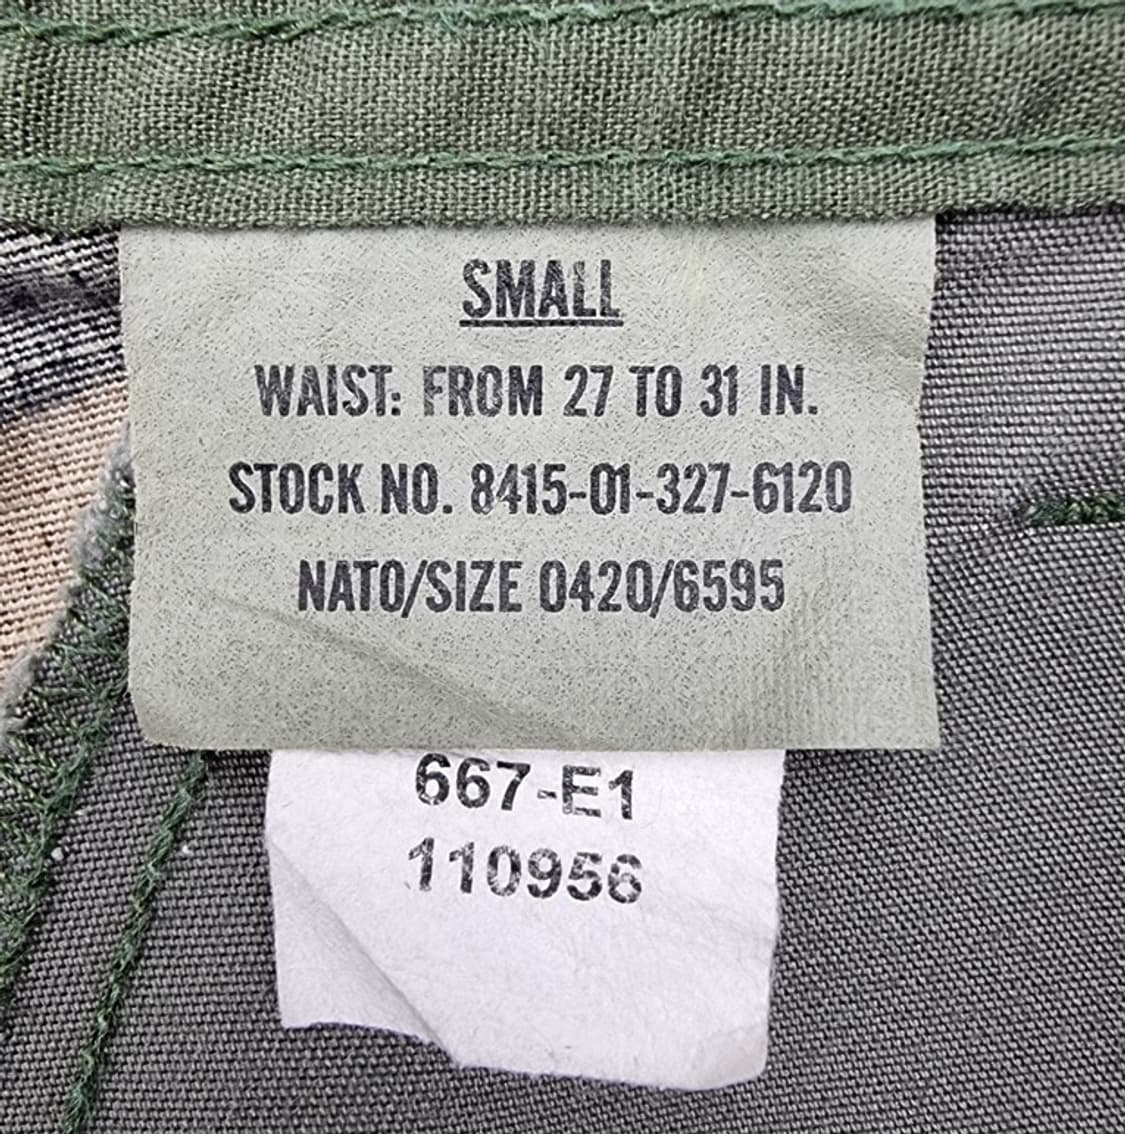 SMALL
WAIST: FROM 27 TO 31 IN.
STOCK NO. 8415-01-327-6120
NATO/SIZE 0420/6595
667-E1
110956